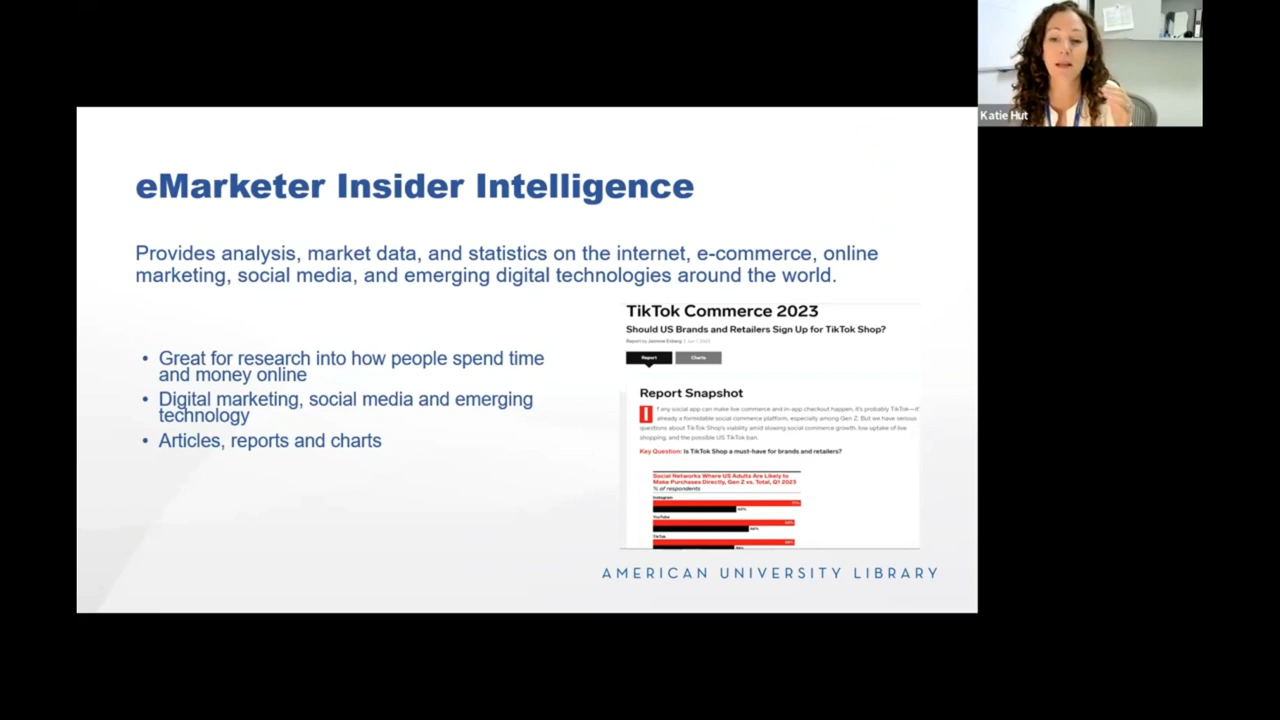 Katie Hut
eMarketer Insider Intelligence
Provides analysis, market data, and statistics on the internet, e-commerce, online
marketing, social media, and emerging digital technologies around the world.
• Great for research into how people spend time
and money online
• Digital marketing, social media and emerging
technology
• Articles, reports and charts
TikTok Commerce 2023
Should US Brands and Retailers Sign Up for TikTok Shop?
Report by Jasmine Enberg | Jun 1, 2023
Report
Charts
Report Snapshot
If any social app can make live commerce and in-app checkout happen, it's probably TikTok—it'
already a formidable social commerce platform, especially among Gen Z. But we have serious
questions about TikTok Shop's viability amid slowing social commerce growth, low uptake of live
shopping, and the possible US TikTok ban.
Key Question: Is TikTok Shop a must-have for brands and retailers?
Social Networks Where US Adults Are Likely to
Make Purchases Directly, Gen Z vs. Total, Q1 2023
% of respondents
Instagram
YouTube
TikTok
AMERICAN UNIVERSITY LIBRARY